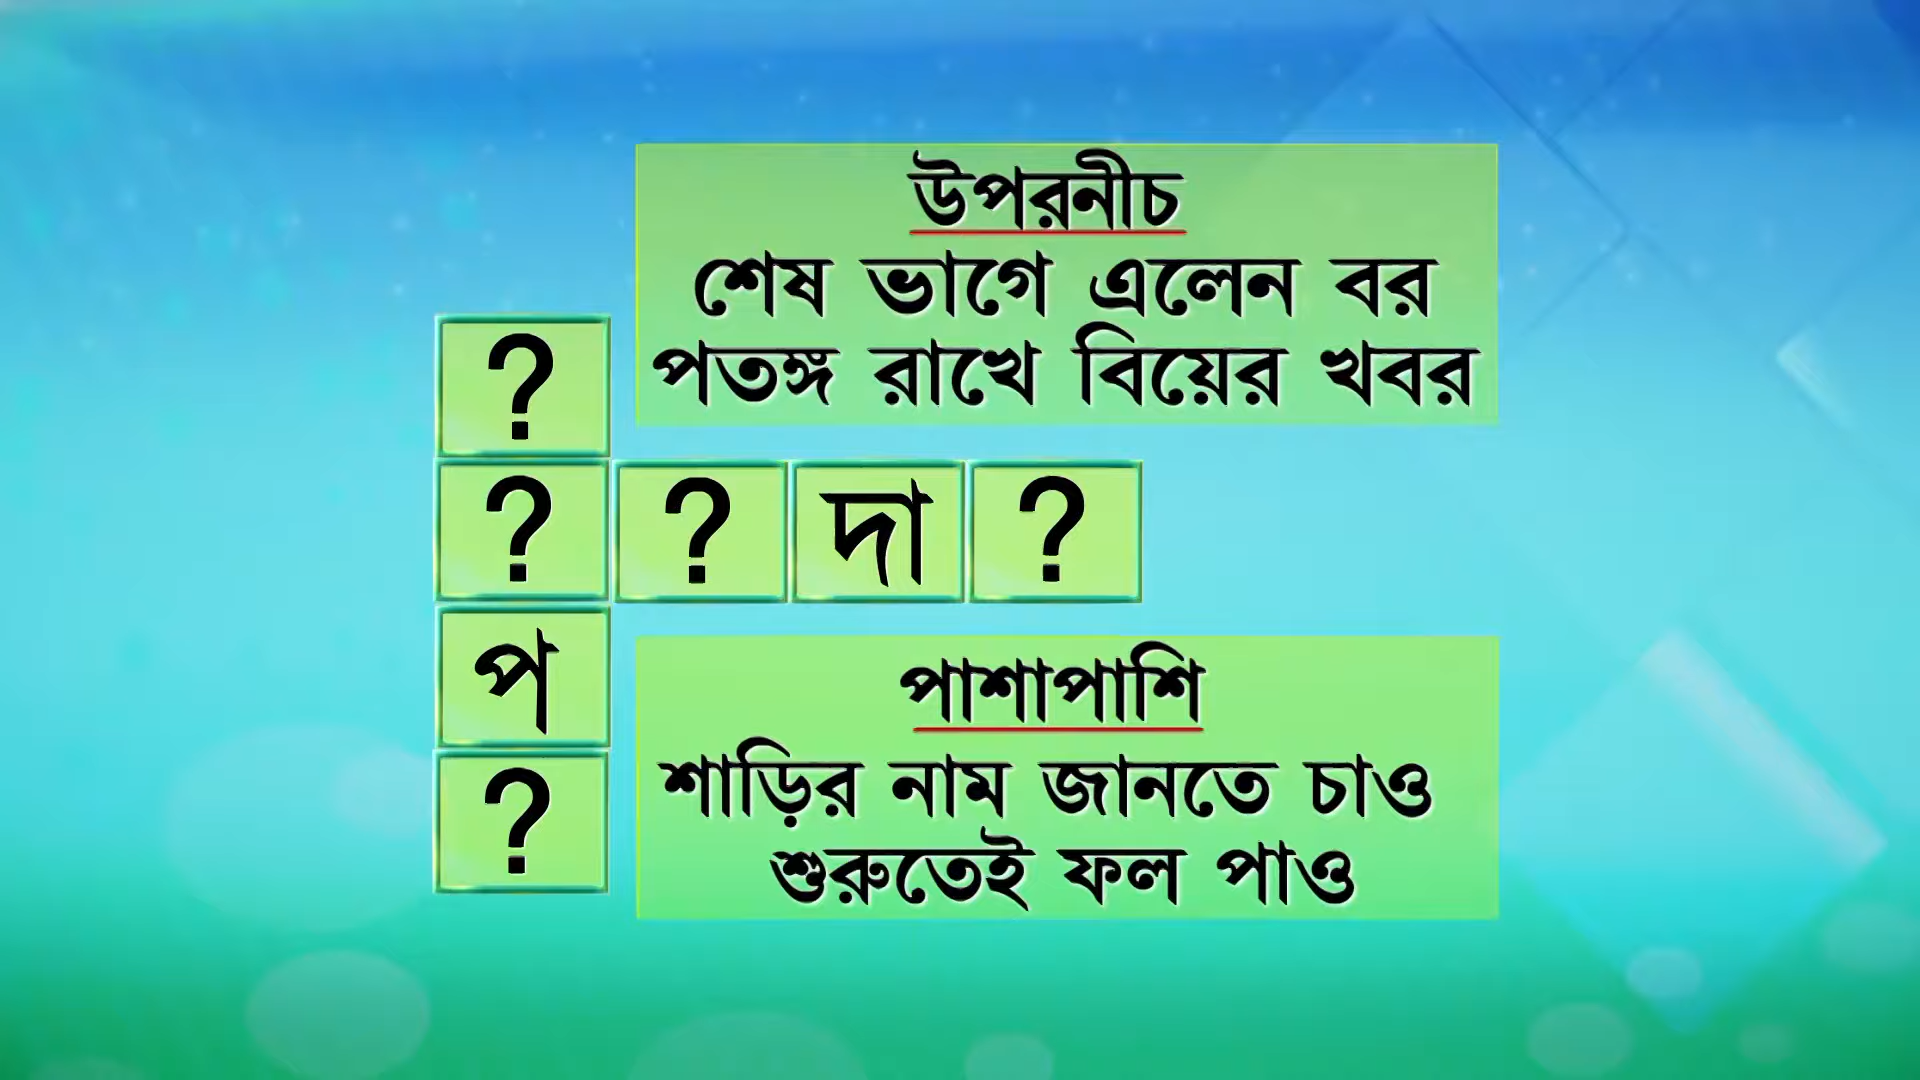 উপরনীচ
শেষ ভাগে এলেন বর
পতঙ্গ রাখে বিয়ের খবর
?
? ? দা ?
প
?
পাশাপাশি
শাড়ির নাম জানতে চাও
শুরুতেই ফল পাও